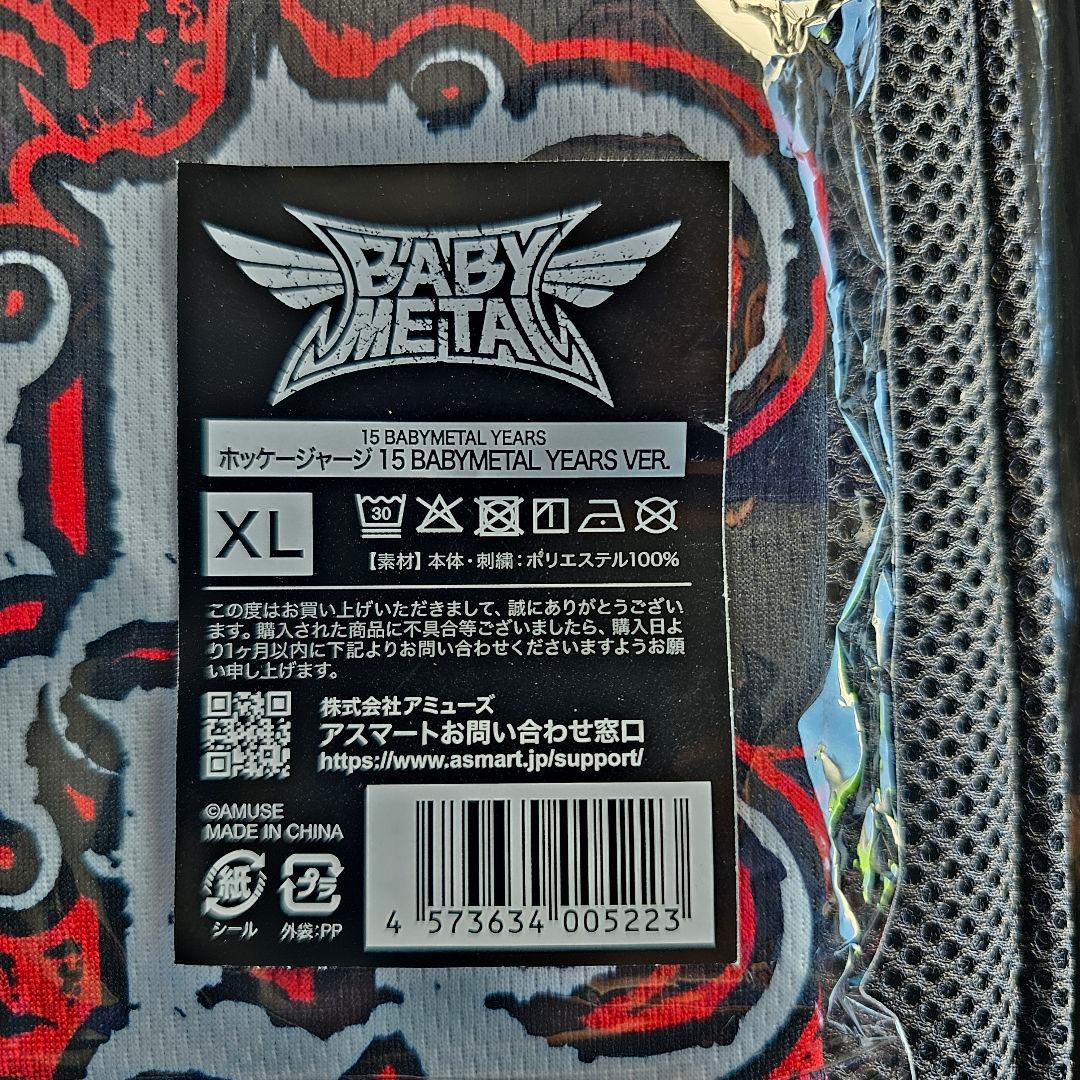 BABY
METAL
15 BABYMETAL YEARS
ホッケージャージ 15 BABYMETAL YEARS VER.
XL
30
【素材】本体・刺繍：ポリエステル100%
この度はお買い上げいただきまして、誠にありがとうござい
ます。購入された商品に不具合等ございましたら、購入日よ
り1ヶ月以内に下記よりお問い合わせくださいますようお願
い申し上げます。
株式会社アミューズ
アスマートお問い合わせ窓口
https://www.asmart.jp/support/
©AMUSE
MADE IN CHINA
紙
シール
プラ
外袋:PP
4 573634 005223